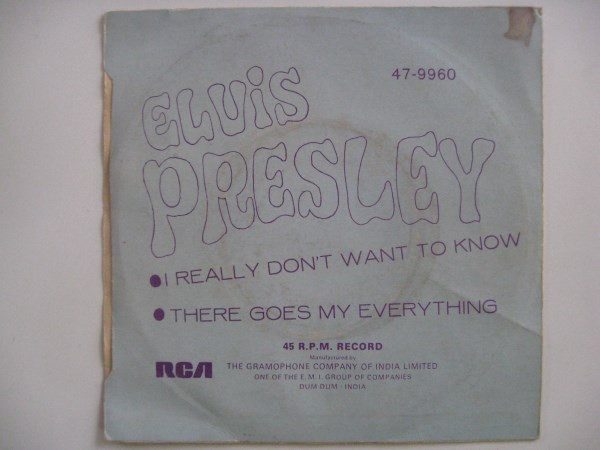 47-9960
ELViS
PRESLEY
I REALLY DON'T WANT TO KNOW
THERE GOES MY EVERYTHING
45 R.P.M. RECORD
Manufactured by
RCA THE GRAMOPHONE COMPANY OF INDIA LIMITED
ONE OF THE E.M.I. GROUP OF COMPANIES
DUM DUM - INDIA